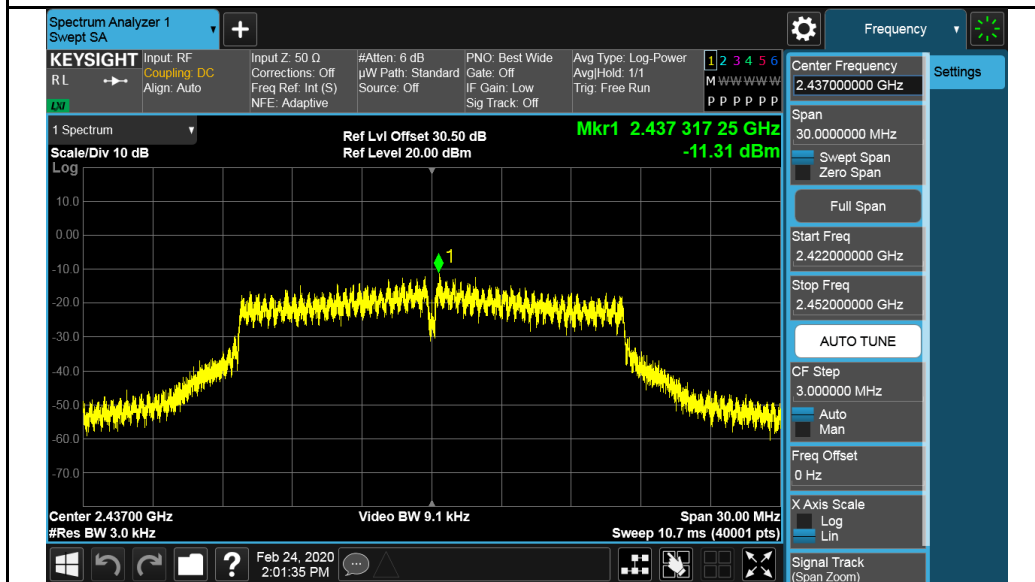 Spectrum Analyzer 1
Swept SA
+
Frequency
KEYSIGHT
RL
LXI
Input: RF
Coupling: DC
Align: Auto
Input Z: 50 Ω
Corrections: Off
Freq Ref: Int (S)
NFE: Adaptive
#Atten: 6 dB
µW Path: Standard
Source: Off
PNO: Best Wide
Gate: Off
IF Gain: Low
Sig Track: Off
Avg Type: Log-Power
Avg|Hold: 1/1
Trig: Free Run
1 2 3 4 5 6
M W W W W W
P P P P P P
1 Spectrum
Scale/Div 10 dB
Log
Ref Lvl Offset 30.50 dB
Ref Level 20.00 dBm
Mkr1 2.437 317 25 GHz
-11.31 dBm
10.0
0.00
-10.0
-20.0
-30.0
-40.0
-50.0
-60.0
-70.0
1
Center 2.43700 GHz
#Res BW 3.0 kHz
Video BW 9.1 kHz
Span 30.00 MHz
Sweep 10.7 ms (40001 pts)
?
Feb 24, 2020
2:01:35 PM
Center Frequency
2.437000000 GHz
Span
30.0000000 MHz
Swept Span
Zero Span
Full Span
Start Freq
2.422000000 GHz
Stop Freq
2.452000000 GHz
AUTO TUNE
CF Step
3.000000 MHz
Auto
Man
Freq Offset
0 Hz
X Axis Scale
Log
Lin
Signal Track
(Span Zoom)
Settings